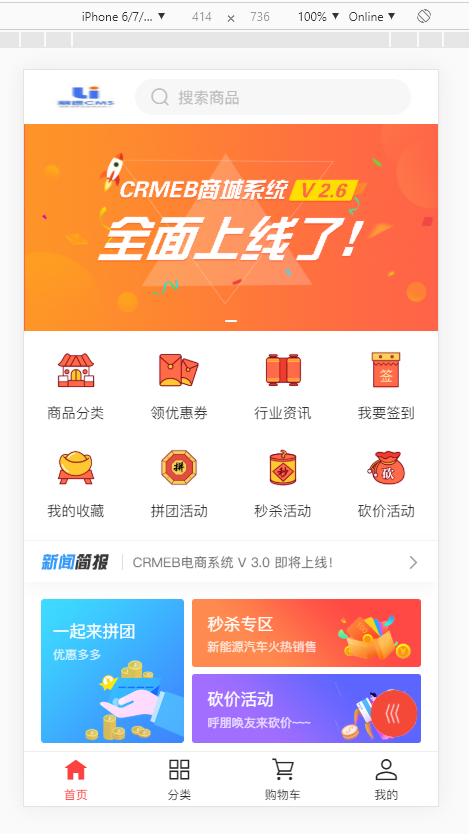 iPhone 6/7/... ▼ 414 × 736 100% ▼ Online ▼
搜索商品
CRMEB商城系统 V 2.6
全面上线了!
商品分类 领优惠券 行业资讯 我要签到
签
我的收藏 拼团活动 秒杀活动 砍价活动
拼 秒 砍
新闻简报 CRMEB电商系统 V 3.0 即将上线!
一起来拼团
优惠多多
秒杀专区
新能源汽车火热销售
砍价活动
呼朋唤友来砍价~~~
首页 分类 购物车 我的